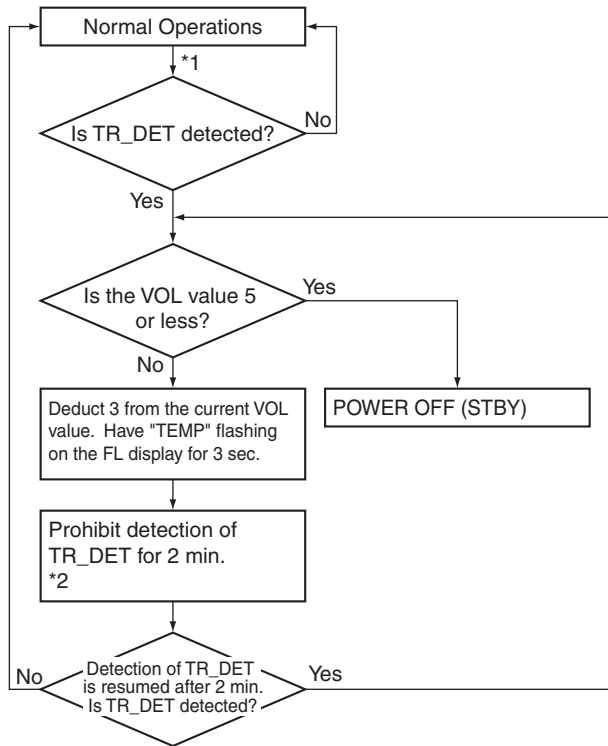 Normal Operations
*1
Is TR_DET detected?
No
Yes
Is the VOL value 5
or less?
Yes
No
Deduct 3 from the current VOL
value. Have "TEMP" flashing
on the FL display for 3 sec.
POWER OFF (STBY)
Prohibit detection of
TR_DET for 2 min.
*2
No
Detection of TR_DET
is resumed after 2 min.
Is TR_DET detected?
Yes